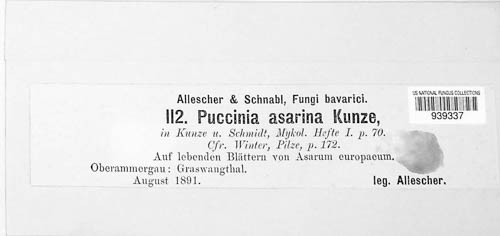 Allescher & Schnabl, Fungi bavarici.
112. Puccinia asarina Kunze,
in Kunze u. Schmidt, Mykol. Hefte I. p. 70.
Cfr. Winter, Pilze, p. 172.
Auf lebenden Blättern von Asarum europaeum.
Oberammergau: Graswangthal.
August 1891.
leg. Allescher.
US NATIONAL FUNGUS COLLECTIONS
939337